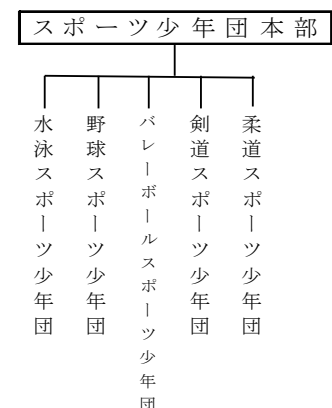 スポーツ少年団本部
水泳スポーツ少年団
野球スポーツ少年団
バレーボールスポーツ少年団
剣道スポーツ少年団
柔道スポーツ少年団